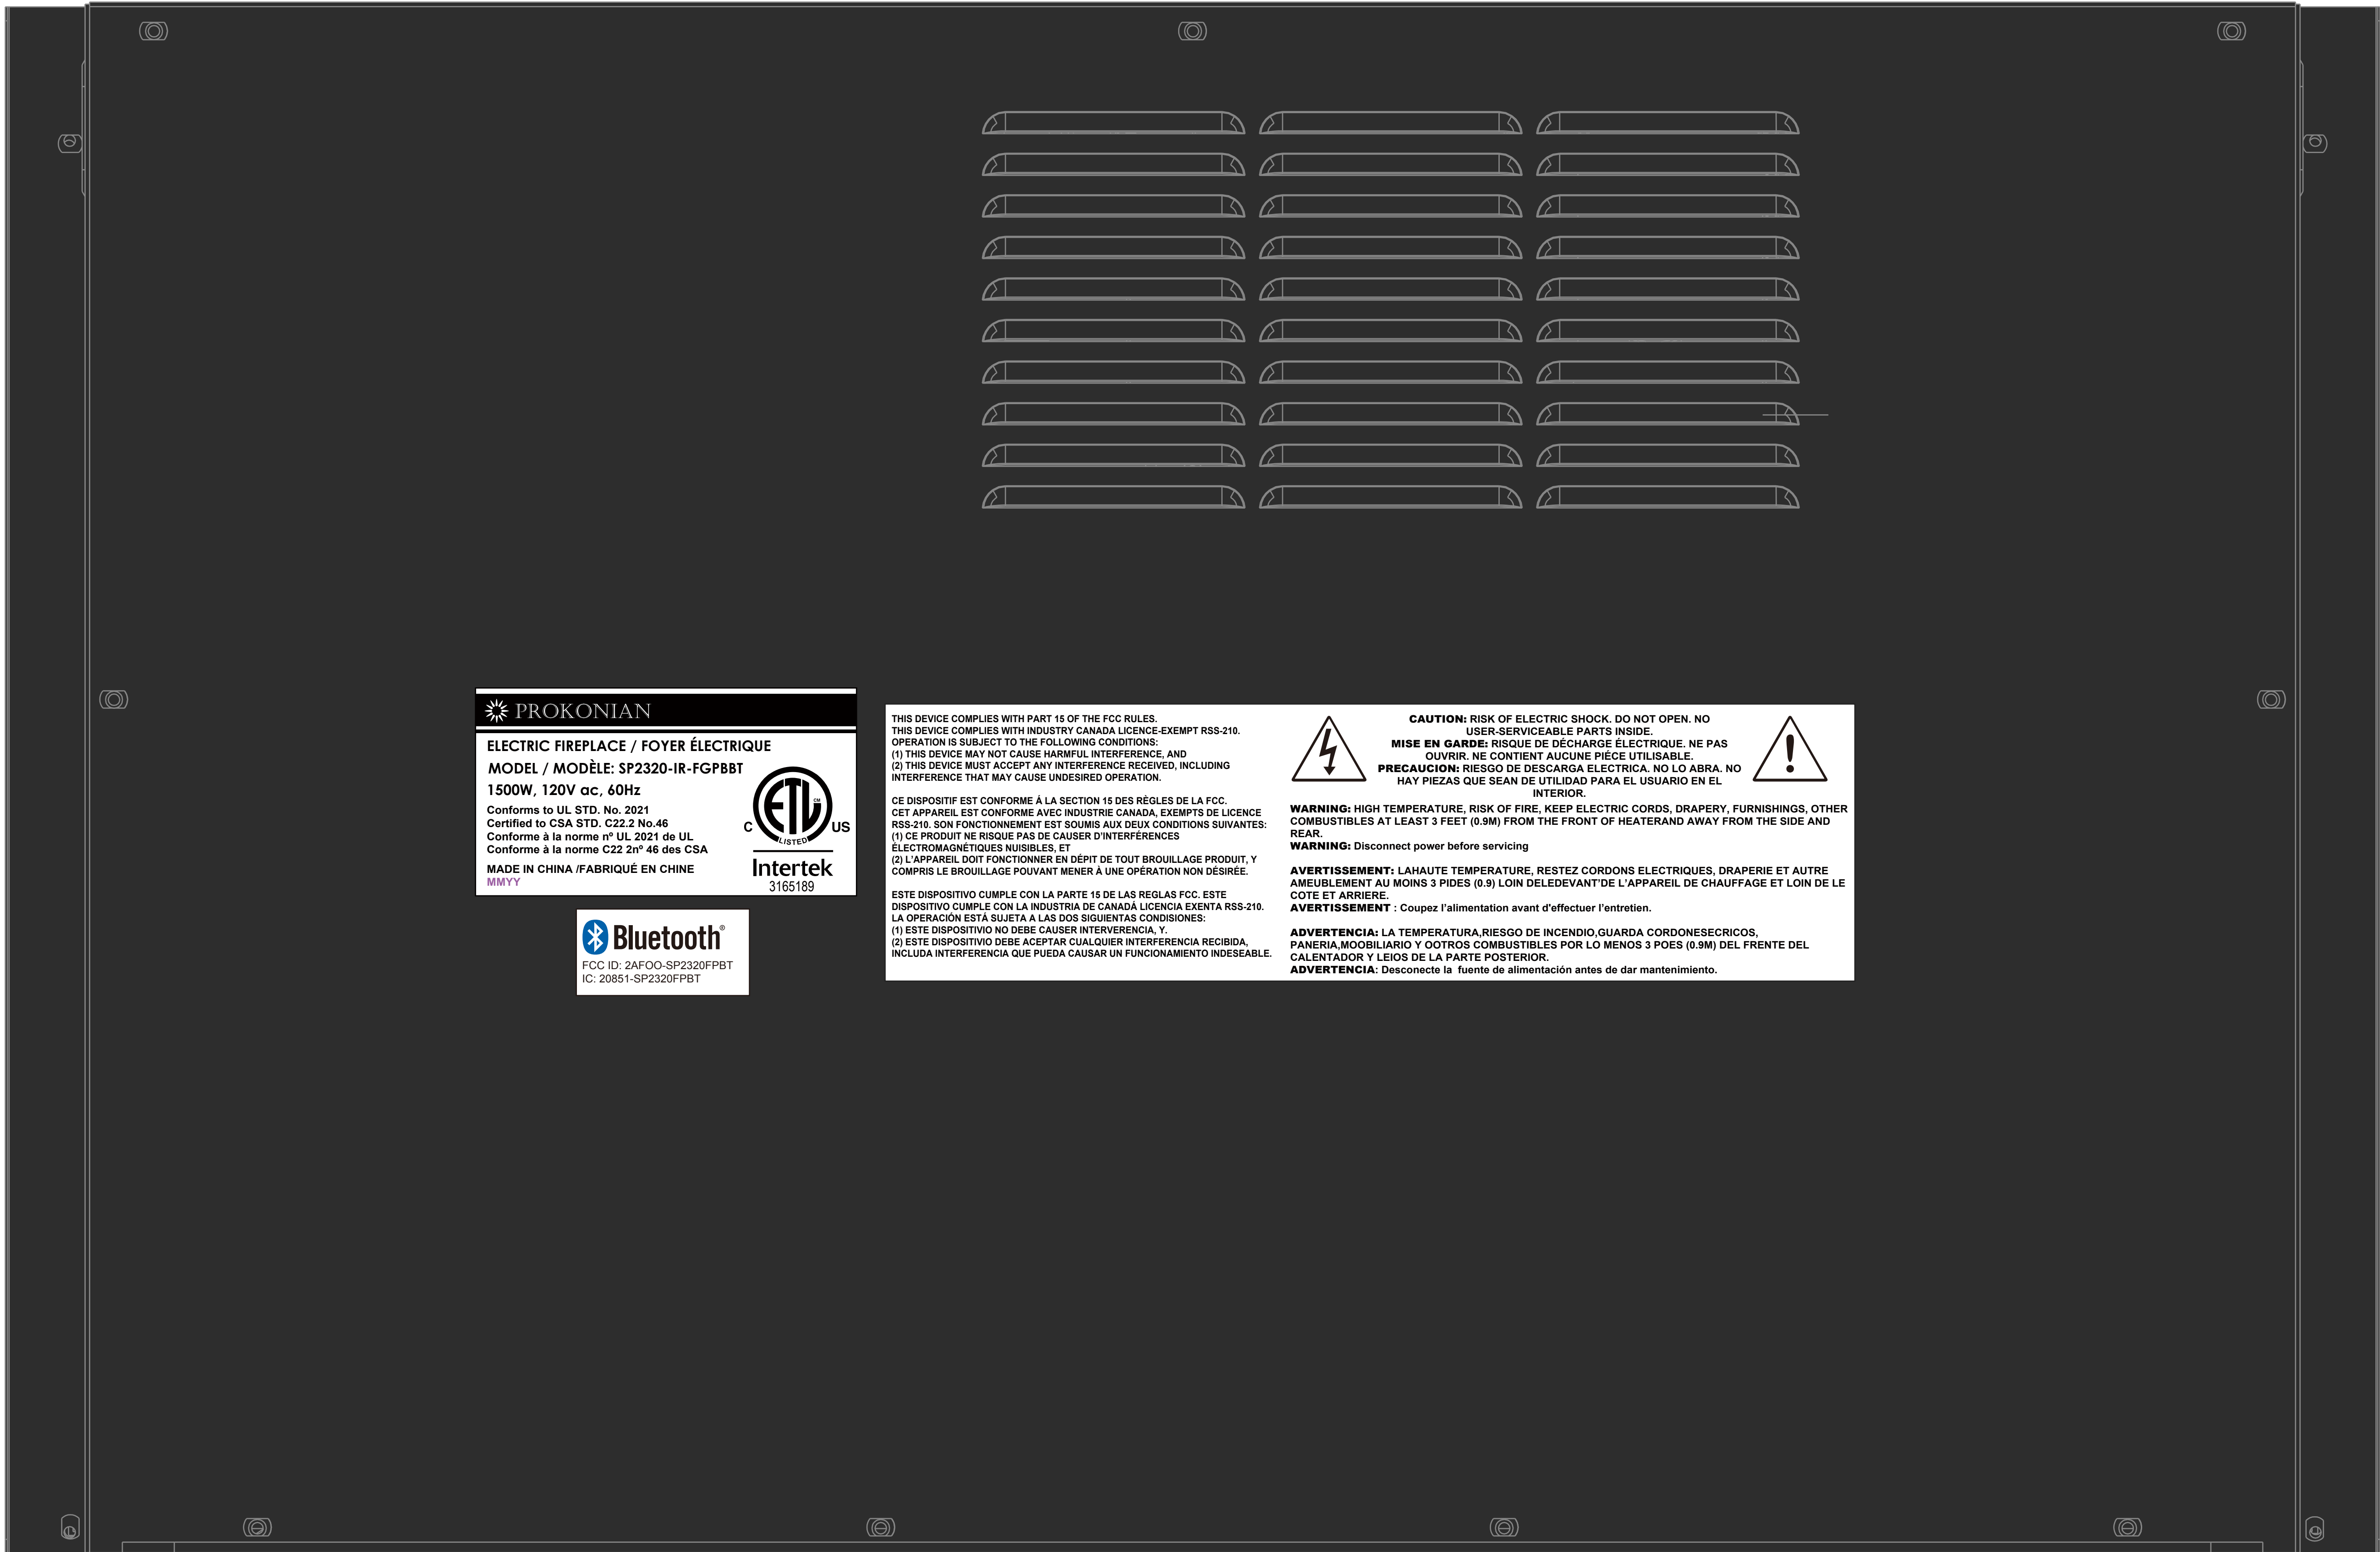 PROKONIAN
ELECTRIC FIREPLACE / FOYER ÉLECTRIQUE
MODEL / MODÈLE: SP2320-IR-FGPBBT
1500W, 120V ac, 60Hz
Conforms to UL STD. No. 2021
Certified to CSA STD. C22.2 No.46
Conforme à la norme nº UL 2021 de UL
Conforme à la norme C22 2nº 46 des CSA
MADE IN CHINA /FABRIQUÉ EN CHINE
MMYY
ETL CM
C US
LISTED
Intertek
3165189
Bluetooth®
FCC ID: 2AFOO-SP2320FPBT
IC: 20851-SP2320FPBT
THIS DEVICE COMPLIES WITH PART 15 OF THE FCC RULES.
THIS DEVICE COMPLIES WITH INDUSTRY CANADA LICENCE-EXEMPT RSS-210.
OPERATION IS SUBJECT TO THE FOLLOWING CONDITIONS:
(1) THIS DEVICE MAY NOT CAUSE HARMFUL INTERFERENCE, AND
(2) THIS DEVICE MUST ACCEPT ANY INTERFERENCE RECEIVED, INCLUDING
INTERFERENCE THAT MAY CAUSE UNDESIRED OPERATION.
CE DISPOSITIF EST CONFORME Á LA SECTION 15 DES RÈGLES DE LA FCC.
CET APPAREIL EST CONFORME AVEC INDUSTRIE CANADA, EXEMPTS DE LICENCE
RSS-210. SON FONCTIONNEMENT EST SOUMIS AUX DEUX CONDITIONS SUIVANTES:
(1) CE PRODUIT NE RISQUE PAS DE CAUSER D'INTERFÉRENCES
ÉLECTROMAGNÉTIQUES NUISIBLES, ET
(2) L'APPAREIL DOIT FONCTIONNER EN DÉPIT DE TOUT BROUILLAGE PRODUIT, Y
COMPRIS LE BROUILLAGE POUVANT MENER À UNE OPÉRATION NON DÉSIRÉE.
ESTE DISPOSITIVO CUMPLE CON LA PARTE 15 DE LAS REGLAS FCC. ESTE
DISPOSITIVO CUMPLE CON LA INDUSTRIA DE CANADÁ LICENCIA EXENTA RSS-210.
LA OPERACIÓN ESTÁ SUJETA A LAS DOS SIGUIENTAS CONDISIONES:
(1) ESTE DISPOSITIVIO NO DEBE CAUSER INTERVERENCIA, Y.
(2) ESTE DISPOSITIVIO DEBE ACEPTAR CUALQUIER INTERFERENCIA RECIBIDA,
INCLUDA INTERFERENCIA QUE PUEDA CAUSAR UN FUNCIONAMIENTO INDESEABLE.
CAUTION: RISK OF ELECTRIC SHOCK. DO NOT OPEN. NO
USER-SERVICEABLE PARTS INSIDE.
MISE EN GARDE: RISQUE DE DÉCHARGE ÉLECTRIQUE. NE PAS
OUVRIR. NE CONTIENT AUCUNE PIÉCE UTILISABLE.
PRECAUCION: RIESGO DE DESCARGA ELECTRICA. NO LO ABRA. NO
HAY PIEZAS QUE SEAN DE UTILIDAD PARA EL USUARIO EN EL
INTERIOR.
WARNING: HIGH TEMPERATURE, RISK OF FIRE, KEEP ELECTRIC CORDS, DRAPERY, FURNISHINGS, OTHER
COMBUSTIBLES AT LEAST 3 FEET (0.9M) FROM THE FRONT OF HEATERAND AWAY FROM THE SIDE AND
REAR.
WARNING: Disconnect power before servicing
AVERTISSEMENT: LAHAUTE TEMPERATURE, RESTEZ CORDONS ELECTRIQUES, DRAPERIE ET AUTRE
AMEUBLEMENT AU MOINS 3 PIDES (0.9) LOIN DELEDEVANT'DE L'APPAREIL DE CHAUFFAGE ET LOIN DE LE
COTE ET ARRIERE.
AVERTISSEMENT : Coupez l'alimentation avant d'effectuer l'entretien.
ADVERTENCIA: LA TEMPERATURA,RIESGO DE INCENDIO,GUARDA CORDONESECRICOS,
PANERIA,MOOBILIARIO Y OOTROS COMBUSTIBLES POR LO MENOS 3 POES (0.9M) DEL FRENTE DEL
CALENTADOR Y LEIOS DE LA PARTE POSTERIOR.
ADVERTENCIA: Desconecte la fuente de alimentación antes de dar mantenimiento.